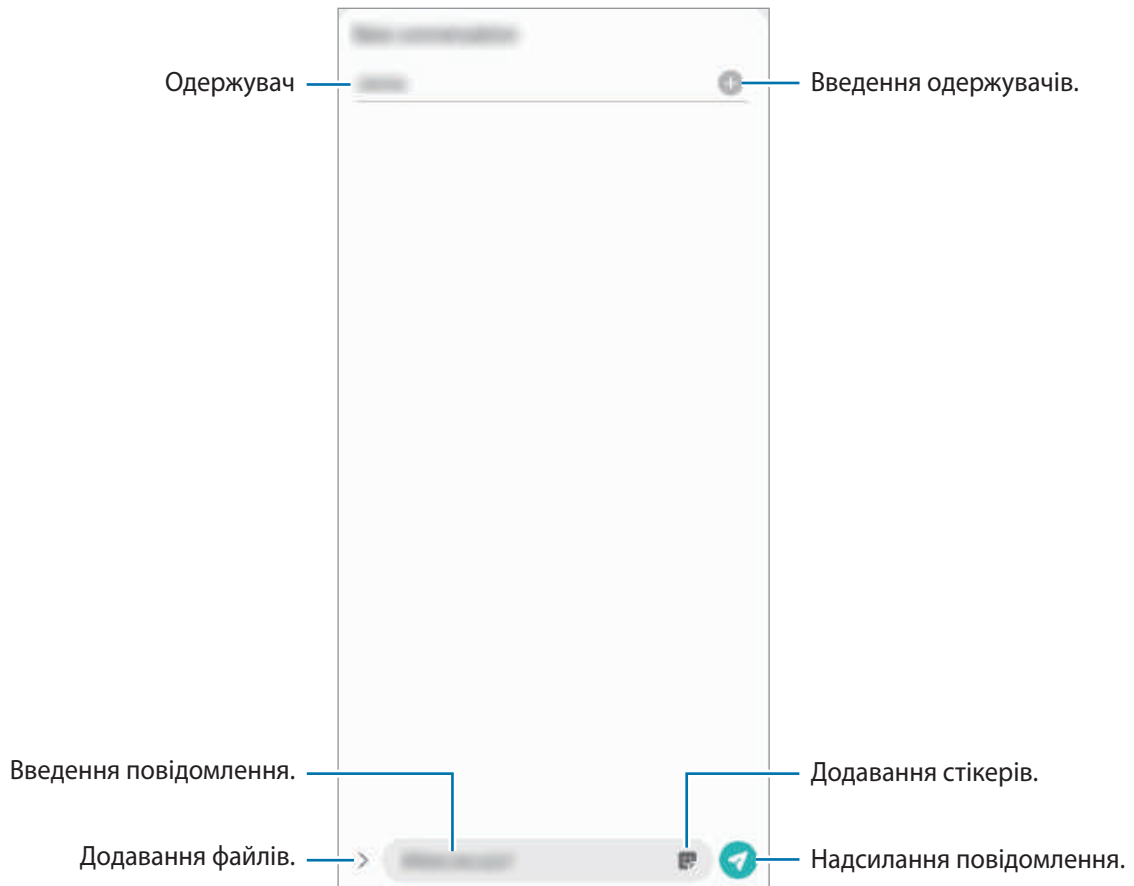 Одержувач
Введення одержувачів.
Введення повідомлення.
Додавання стікерів.
Додавання файлів.
Надсилання повідомлення.